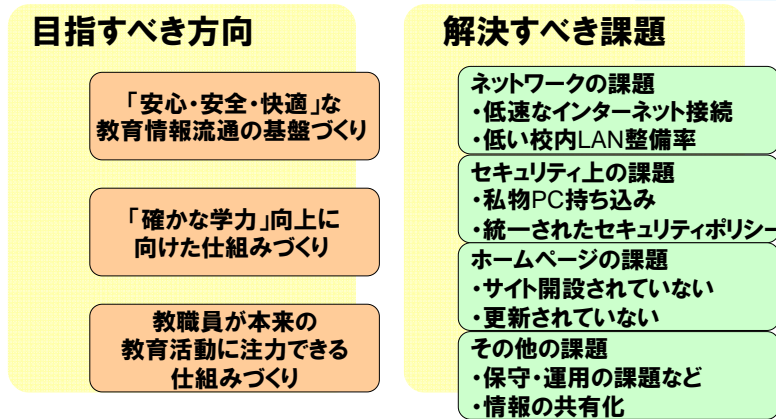 目指すべき方向
「安心・安全・快適」な
教育情報流通の基盤づくり
「確かな学力」向上に
向けた仕組みづくり
教職員が本来の
教育活動に注力できる
仕組みづくり
解決すべき課題
ネットワークの課題
・低速なインターネット接続
・低い校内LAN整備率
セキュリティ上の課題
・私物PC持ち込み
・統一されたセキュリティポリシー
ホームページの課題
・サイト開設されていない
・更新されていない
その他の課題
・保守・運用の課題など
・情報の共有化